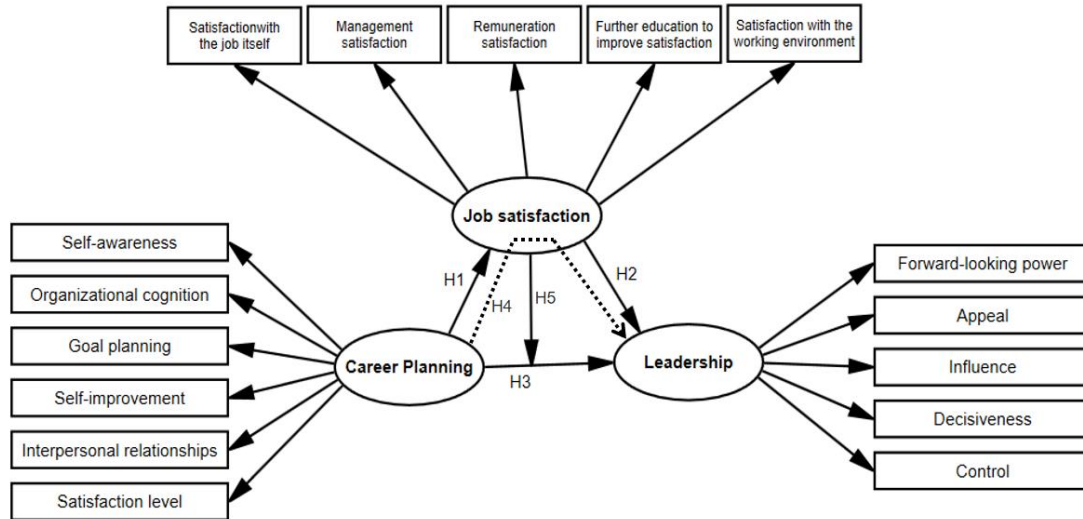 Satisfactionwith
the job itself
Management
satisfaction
Remuneration
satisfaction
Further education to
improve satisfaction
Satisfaction with the
working environment
Job satisfaction
Self-awareness
Organizational cognition
Goal planning
Self-improvement
Interpersonal relationships
Satisfaction level
H1
H4
H5
H2
Career Planning
H3
Leadership
Forward-looking power
Appeal
Influence
Decisiveness
Control